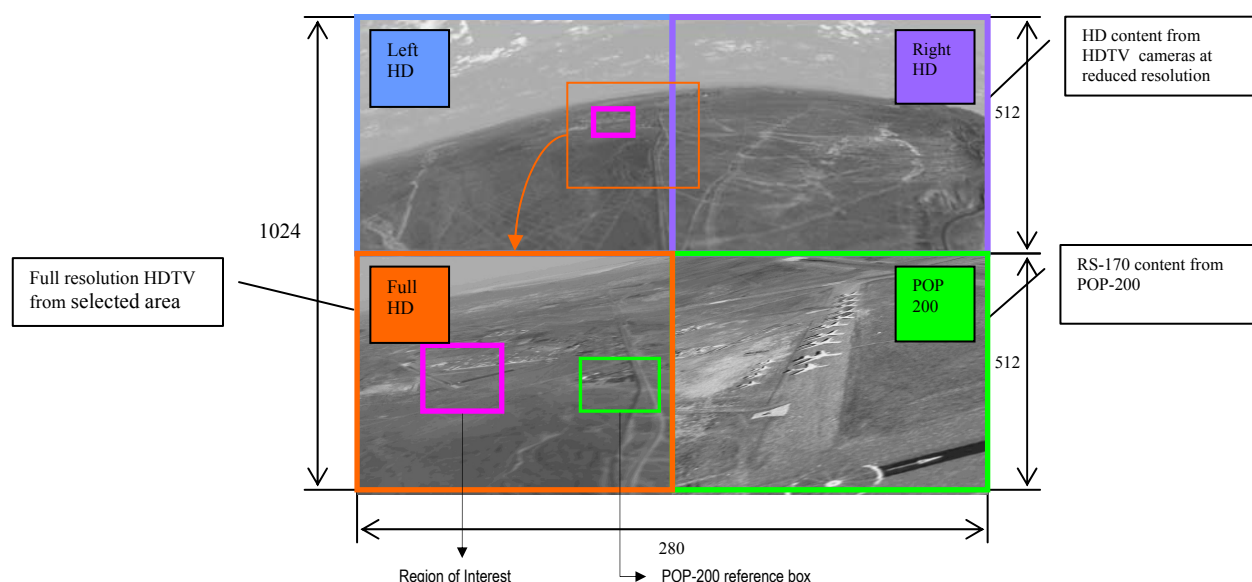 Left
HD
Right
HD
HD content from
HDTV cameras at
reduced resolution
512
1024
Full resolution HDTV
from selected area
Full
HD
POP
200
RS-170 content from
POP-200
512
280
Region of Interest
POP-200 reference box